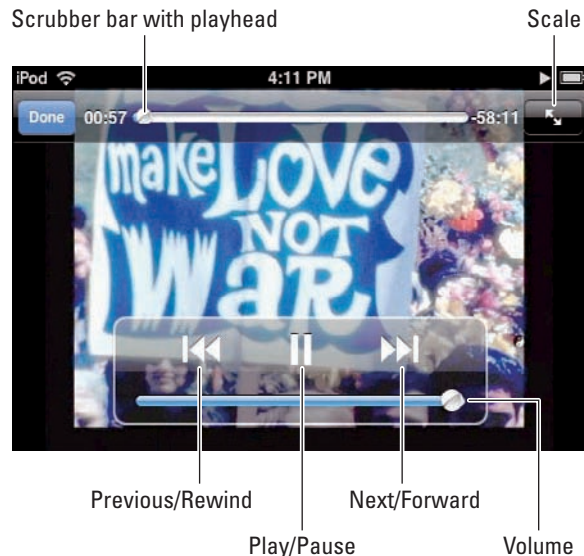 Scrubber bar with playhead
Scale
iPod
4:11 PM
Done
00:57
-58:11
make LOVE
NOT
WAR
Previous/Rewind
Next/Forward
Play/Pause
Volume